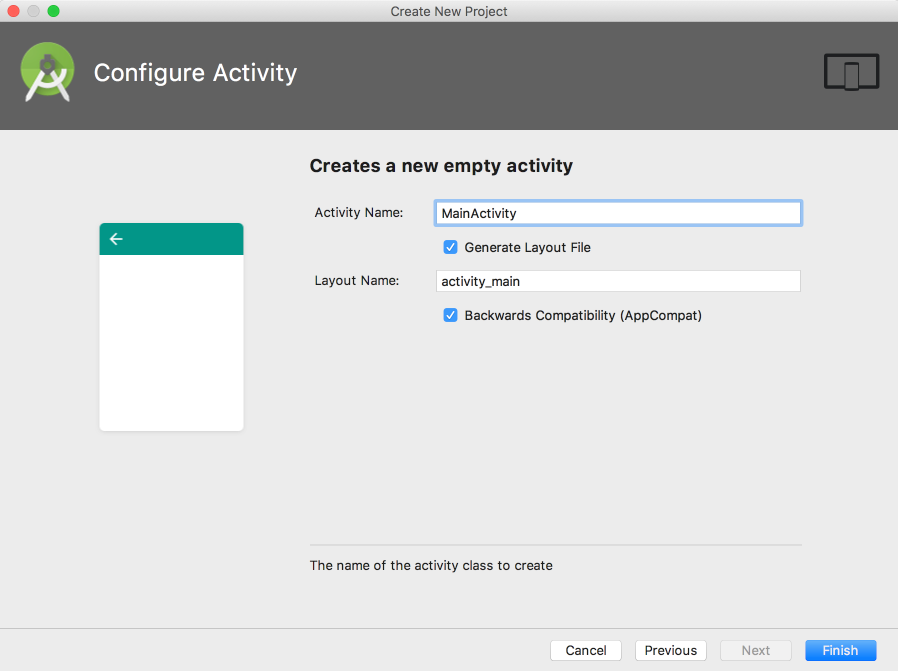 Create New Project
Configure Activity
Creates a new empty activity
Activity Name: MainActivity
Generate Layout File
Layout Name: activity_main
Backwards Compatibility (AppCompat)
The name of the activity class to create
Cancel Previous Next Finish